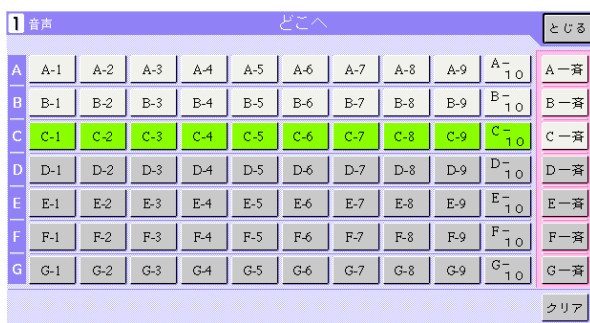 1 音声 どこへ とじる
A A-1 A-2 A-3 A-4 A-5 A-6 A-7 A-8 A-9 A-10 A一斉
B B-1 B-2 B-3 B-4 B-5 B-6 B-7 B-8 B-9 B-10 B一斉
C C-1 C-2 C-3 C-4 C-5 C-6 C-7 C-8 C-9 C-10 C一斉
D D-1 D-2 D-3 D-4 D-5 D-6 D-7 D-8 D-9 D-10 D一斉
E E-1 E-2 E-3 E-4 E-5 E-6 E-7 E-8 E-9 E-10 E一斉
F F-1 F-2 F-3 F-4 F-5 F-6 F-7 F-8 F-9 F-10 F一斉
G G-1 G-2 G-3 G-4 G-5 G-6 G-7 G-8 G-9 G-10 G一斉
クリア